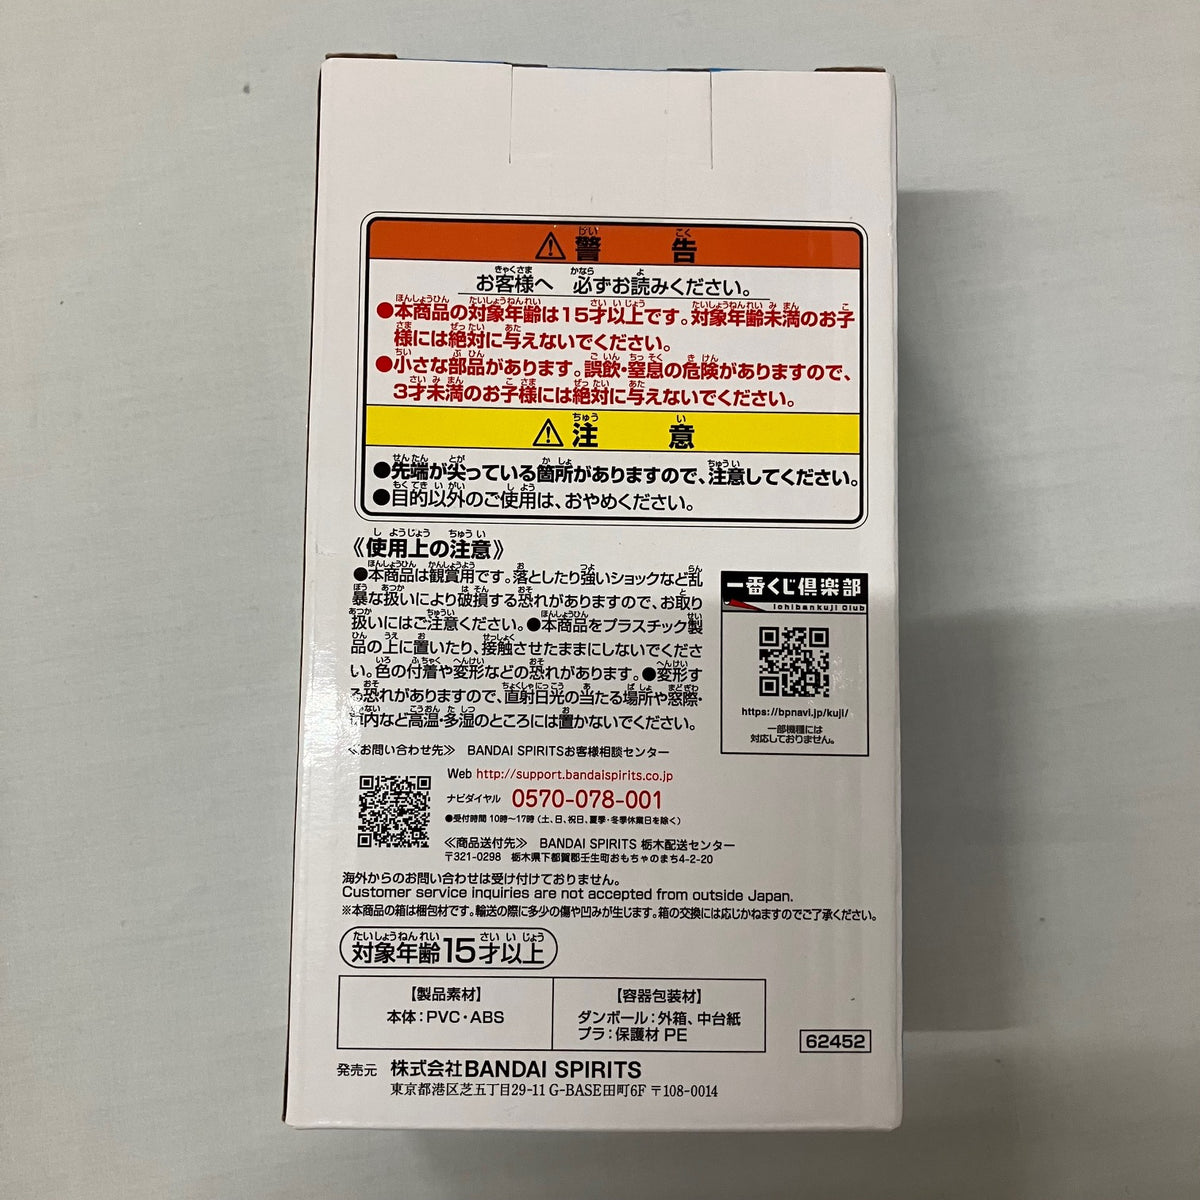 ⚠警告
お客様へ 必ずお読みください。
●本商品の対象年齢は15才以上です。対象年齢未満のお子
様には絶対に与えないでください。
●小さな部品があります。誤飲・窒息の危険がありますので、
3才未満のお子様には絶対に与えないでください。
⚠注意
●先端が尖っている箇所がありますので、注意してください。
●目的以外のご使用は、おやめください。
《使用上の注意》
●本商品は観賞用です。落としたり強いショックなど乱
暴な扱いにより破損する恐れがありますので、お取り
扱いにはご注意ください。●本商品をプラスチック製
品の上に置いたり、接触させたままにしないでくださ
い。色の付着や変形などの恐れがあります。●変形す
る恐れがありますので、直射日光の当たる場所や窓際・
室内など高温・多湿のところには置かないでください。
一番くじ倶楽部
Ichibankuji Club
https://bpnavi.jp/kuji/
一部機種には
対応しておりません。
≪お問い合わせ先≫ BANDAI SPIRITSお客様相談センター
Web http://support.bandaispirits.co.jp
ナビダイヤル 0570-078-001
●受付時間 10時～17時(土、日、祝日、夏季・冬季休業日を除く)
≪商品送付先≫ BANDAI SPIRITS 栃木配送センター
〒321-0298 栃木県下都賀郡壬生町おもちゃのまち4-2-20
海外からのお問い合わせは受け付けておりません。
Customer service inquiries are not accepted from outside Japan.
※本商品の箱は梱包材です。輸送の際に多少の傷や凹みが生じます。箱の交換には応じかねますのでご了承ください。
対象年齢15才以上
【製品素材】
本体：PVC・ABS
【容器包装材】
ダンボール：外箱、中台紙
プラ：保護材 PE
62452
発売元 株式会社BANDAI SPIRITS
東京都港区芝五丁目29-11 G-BASE田町6F 〒108-0014